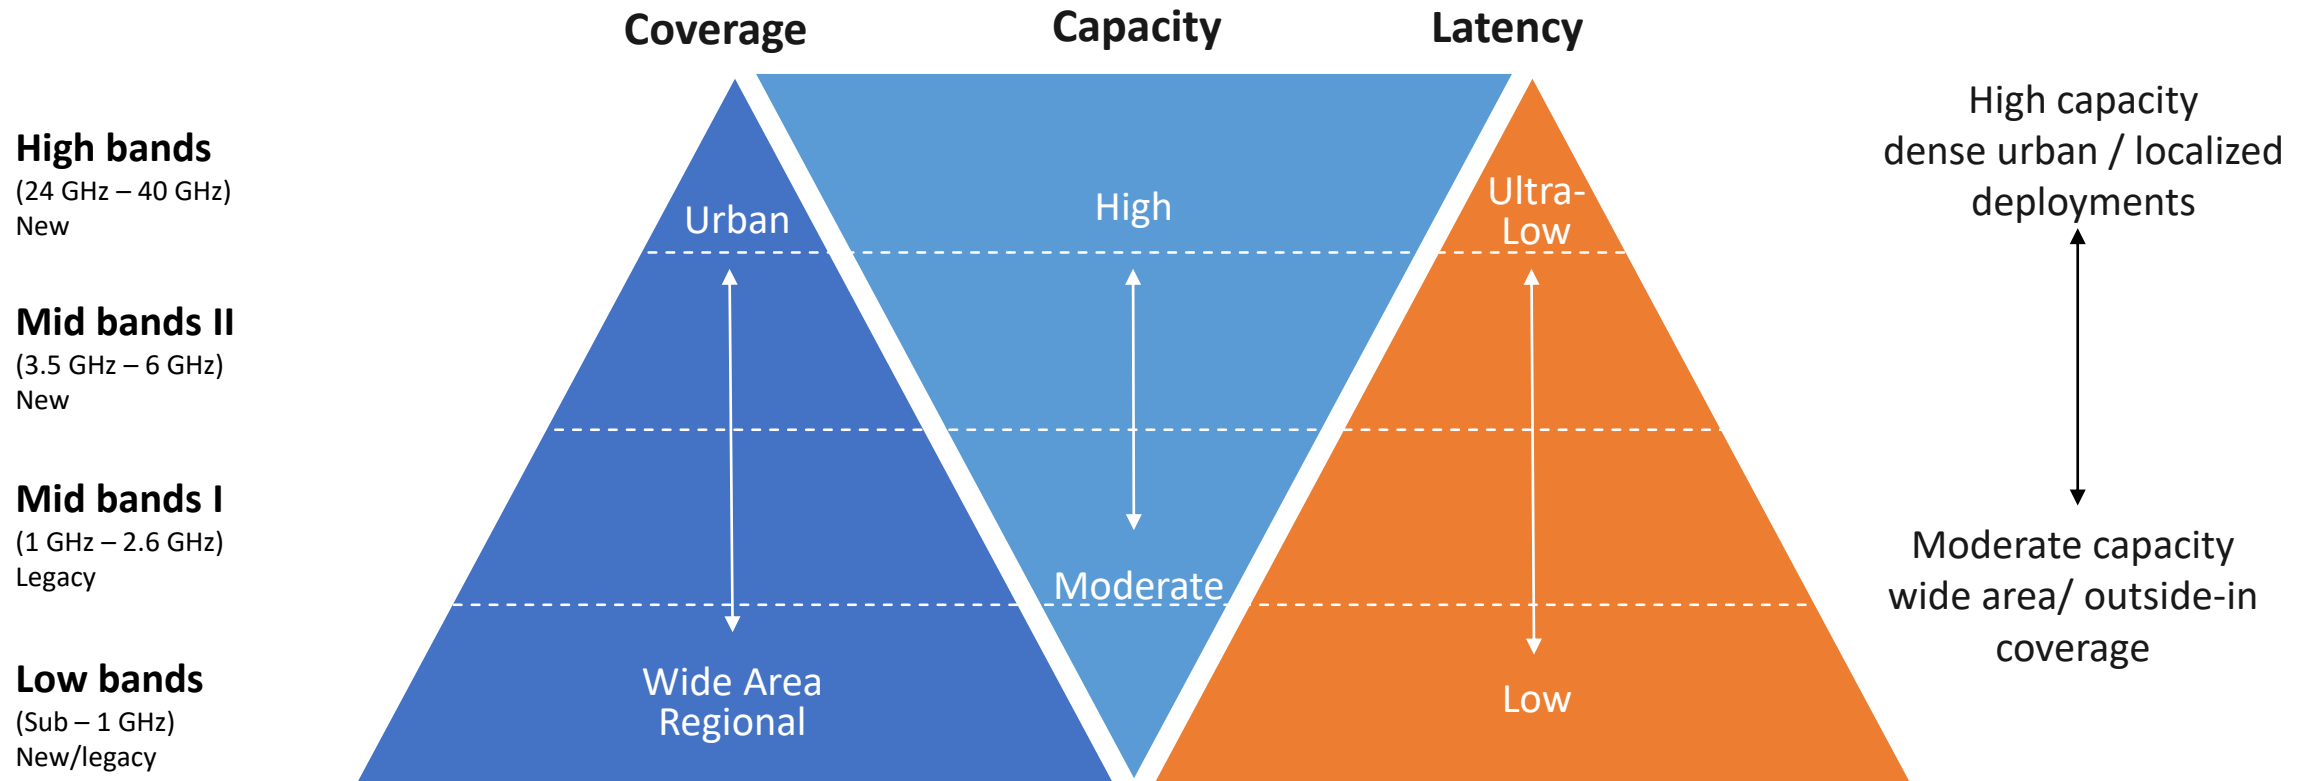 Coverage
Capacity
Latency
High bands
(24 GHz – 40 GHz)
New
Mid bands II
(3.5 GHz – 6 GHz)
New
Mid bands I
(1 GHz – 2.6 GHz)
Legacy
Low bands
(Sub – 1 GHz)
New/legacy
Urban
Wide Area
Regional
High
Moderate
Ultra-
Low
Low
High capacity
dense urban / localized
deployments
Moderate capacity
wide area/ outside-in
coverage